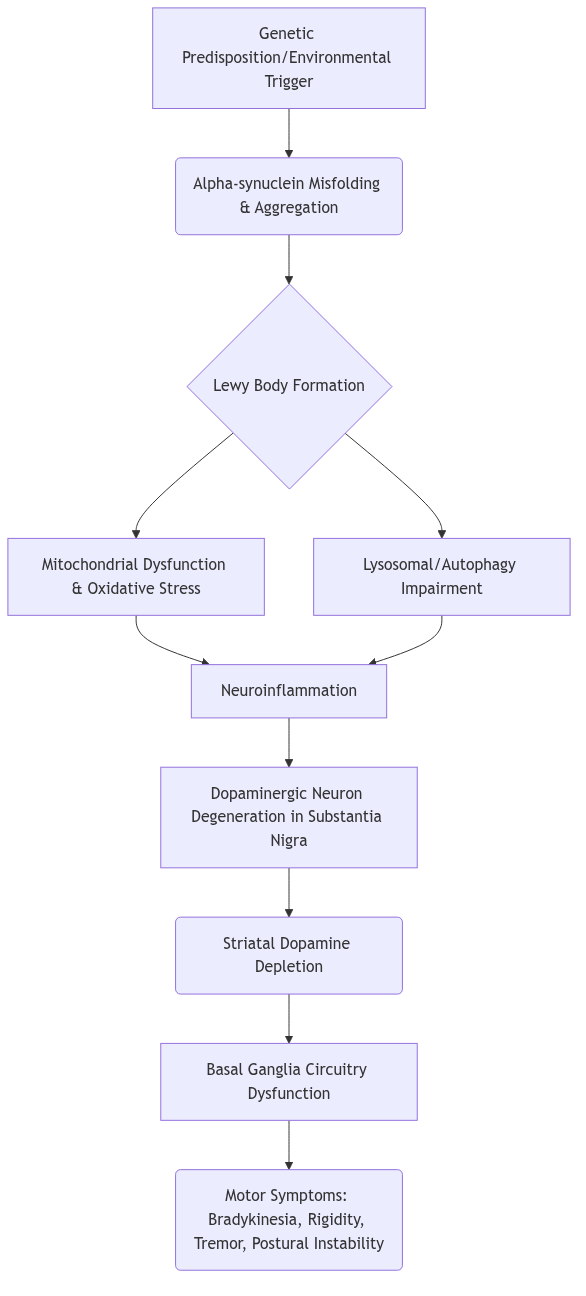 Genetic
Predisposition/Environmental
Trigger
Alpha-synuclein Misfolding
& Aggregation
Lewy Body Formation
Mitochondrial Dysfunction
& Oxidative Stress
Lysosomal/Autophagy
Impairment
Neuroinflammation
Dopaminergic Neuron
Degeneration in Substantia
Nigra
Striatal Dopamine
Depletion
Basal Ganglia Circuitry
Dysfunction
Motor Symptoms:
Bradykinesia, Rigidity,
Tremor, Postural Instability